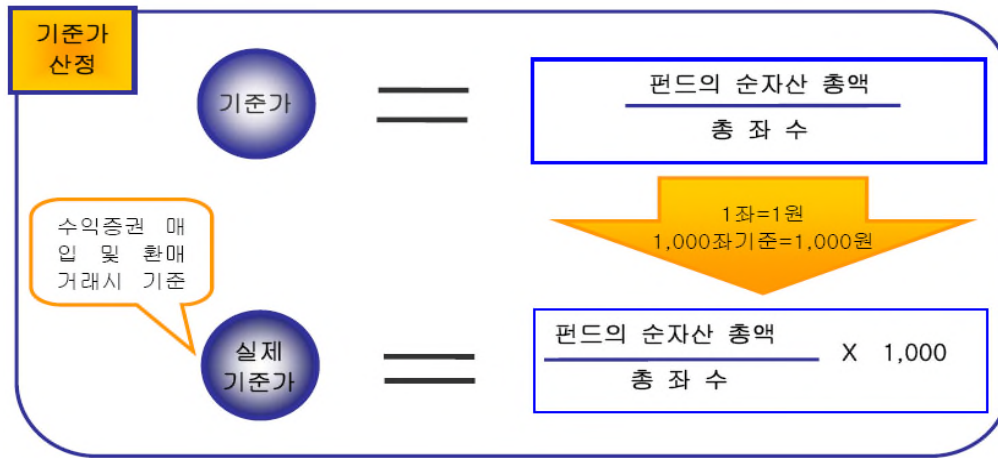 기준가
산정
기준가
펀드의 순자산 총액
총 좌 수
1좌=1원
1,000좌기준=1,000원
수익증권 매
입 및 환매
거래시 기준
실제
기준가
펀드의 순자산 총액
총 좌 수
X 1,000